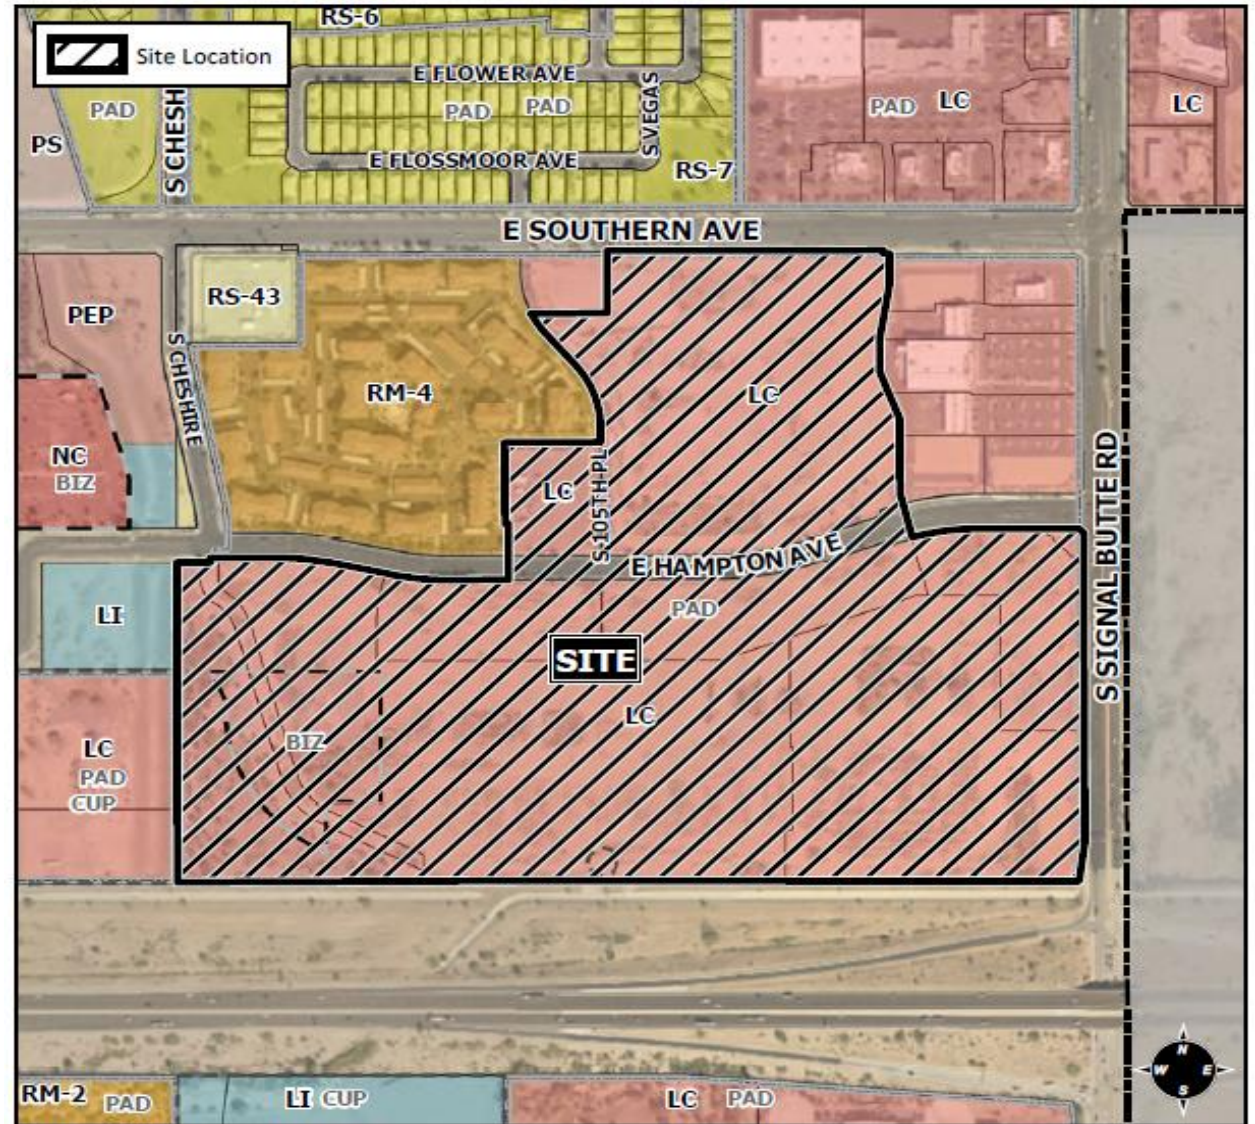 RS-6
Site Location
E FLOWER AVE
PAD
S CHESH
PAD
PAD
S VEGAS
PAD
LC
LC
PS
E FLOSSMOOR AVE
RS-7
E SOUTHERN AVE
RS-43
PEP
S CHESHIRE
RM-4
LC
NC
BIZ
LC
S 105TH PL
S SIGNAL BUTTE RD
E HAMPTON AVE
LI
PAD
SITE
LC
BIZ
LC
PAD
CUP
N
W
E
S
RM-2
PAD
LI
CUP
LC
PAD